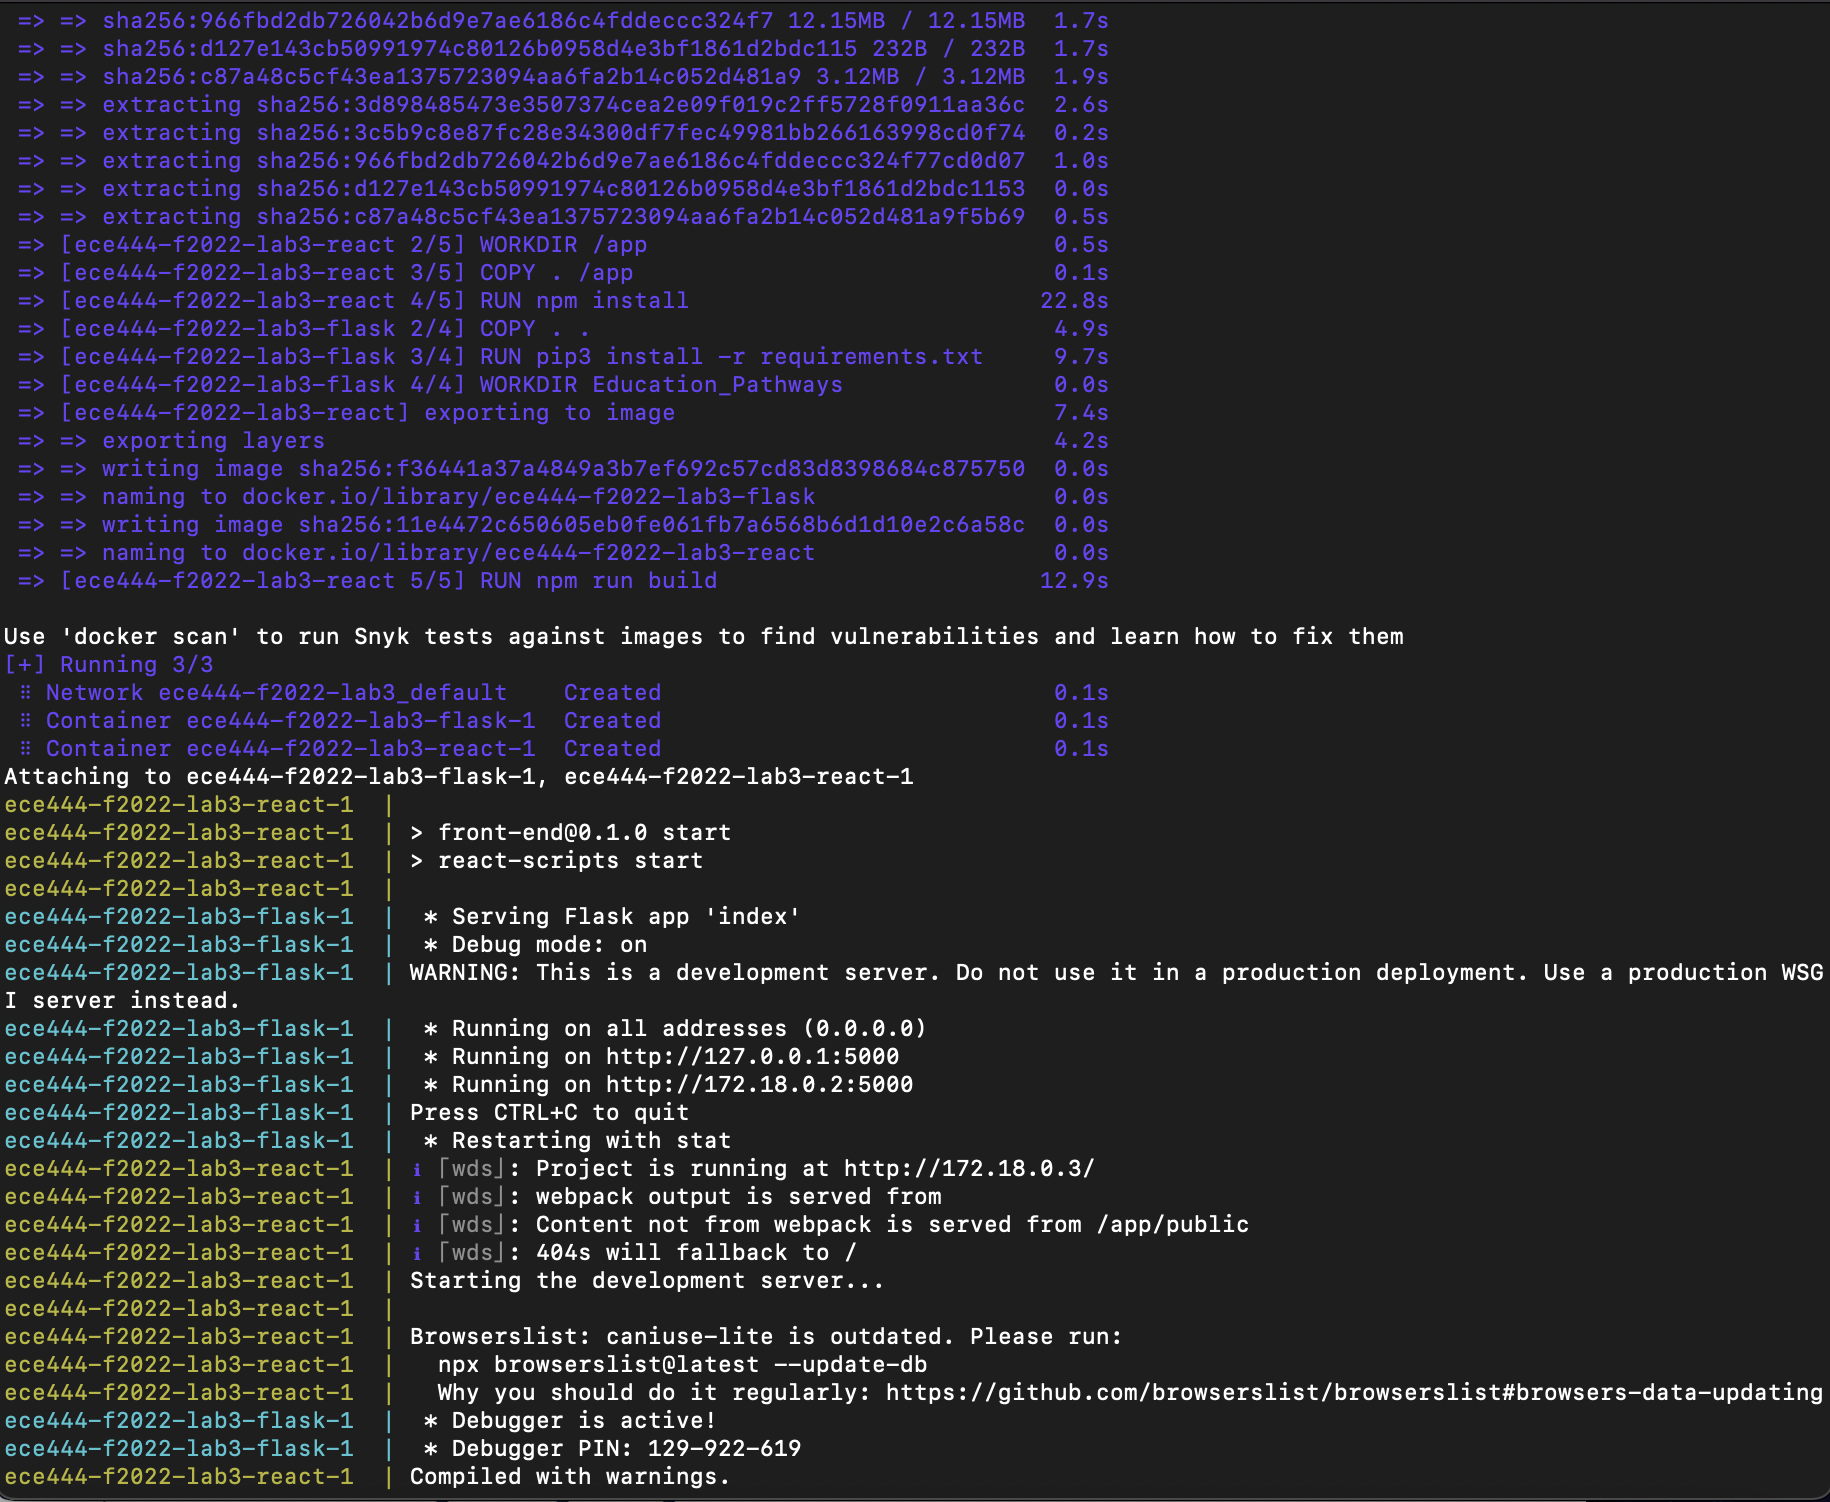 => => sha256:966fbd2db726042b6d9e7ae6186c4fddeccc324f7 12.15MB / 12.15MB  1.7s
=> => sha256:d127e143cb50991974c80126b0958d4e3bf1861d2bdc115 232B / 232B  1.7s
=> => sha256:c87a48c5cf43ea1375723094aa6fa2b14c052d481a9 3.12MB / 3.12MB  1.9s
=> => extracting sha256:3d898485473e3507374cea2e09f019c2ff5728f0911aa36c  2.6s
=> => extracting sha256:3c5b9c8e87fc28e34300df7fec49981bb266163998cd0f74  0.2s
=> => extracting sha256:966fbd2db726042b6d9e7ae6186c4fddeccc324f77cd0d07  1.0s
=> => extracting sha256:d127e143cb50991974c80126b0958d4e3bf1861d2bdc1153  0.0s
=> => extracting sha256:c87a48c5cf43ea1375723094aa6fa2b14c052d481a9f5b69  0.5s
=> [ece444-f2022-lab3-react 2/5] WORKDIR /app  0.5s
=> [ece444-f2022-lab3-react 3/5] COPY . /app  0.1s
=> [ece444-f2022-lab3-react 4/5] RUN npm install  22.8s
=> [ece444-f2022-lab3-flask 2/4] COPY . .  4.9s
=> [ece444-f2022-lab3-flask 3/4] RUN pip3 install -r requirements.txt  9.7s
=> [ece444-f2022-lab3-flask 4/4] WORKDIR Education_Pathways  0.0s
=> [ece444-f2022-lab3-react] exporting to image  7.4s
=> => exporting layers  4.2s
=> => writing image sha256:f36441a37a4849a3b7ef692c57cd83d8398684c875750  0.0s
=> => naming to docker.io/library/ece444-f2022-lab3-flask  0.0s
=> => writing image sha256:11e4472c650605eb0fe061fb7a6568b6d1d10e2c6a58c  0.0s
=> => naming to docker.io/library/ece444-f2022-lab3-react  0.0s
=> [ece444-f2022-lab3-react 5/5] RUN npm run build  12.9s
Use 'docker scan' to run Snyk tests against images to find vulnerabilities and learn how to fix them
[+] Running 3/3
⠿ Network ece444-f2022-lab3_default    Created  0.1s
⠿ Container ece444-f2022-lab3-flask-1  Created  0.1s
⠿ Container ece444-f2022-lab3-react-1  Created  0.1s
Attaching to ece444-f2022-lab3-flask-1, ece444-f2022-lab3-react-1
ece444-f2022-lab3-react-1  |
ece444-f2022-lab3-react-1  | > front-end@0.1.0 start
ece444-f2022-lab3-react-1  | > react-scripts start
ece444-f2022-lab3-react-1  |
ece444-f2022-lab3-flask-1  |  * Serving Flask app 'index'
ece444-f2022-lab3-flask-1  |  * Debug mode: on
ece444-f2022-lab3-flask-1  | WARNING: This is a development server. Do not use it in a production deployment. Use a production WSG
I server instead.
ece444-f2022-lab3-flask-1  |  * Running on all addresses (0.0.0.0)
ece444-f2022-lab3-flask-1  |  * Running on http://127.0.0.1:5000
ece444-f2022-lab3-flask-1  |  * Running on http://172.18.0.2:5000
ece444-f2022-lab3-flask-1  | Press CTRL+C to quit
ece444-f2022-lab3-flask-1  |  * Restarting with stat
ece444-f2022-lab3-react-1  | ℹ ｢wds｣: Project is running at http://172.18.0.3/
ece444-f2022-lab3-react-1  | ℹ ｢wds｣: webpack output is served from
ece444-f2022-lab3-react-1  | ℹ ｢wds｣: Content not from webpack is served from /app/public
ece444-f2022-lab3-react-1  | ℹ ｢wds｣: 404s will fallback to /
ece444-f2022-lab3-react-1  | Starting the development server...
ece444-f2022-lab3-react-1  |
ece444-f2022-lab3-react-1  | Browserslist: caniuse-lite is outdated. Please run:
ece444-f2022-lab3-react-1  |   npx browserslist@latest --update-db
ece444-f2022-lab3-react-1  |   Why you should do it regularly: https://github.com/browserslist/browserslist#browsers-data-updating
ece444-f2022-lab3-flask-1  |  * Debugger is active!
ece444-f2022-lab3-flask-1  |  * Debugger PIN: 129-922-619
ece444-f2022-lab3-react-1  | Compiled with warnings.